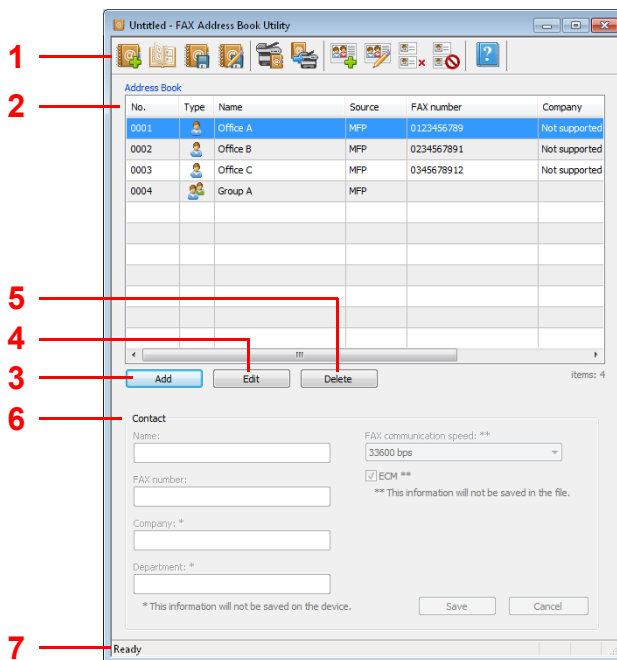 Untitled - FAX Address Book Utility
1
?
Address Book
2
No. Type Name Source FAX number Company
0001 Office A MFP 0123456789 Not supported
0002 Office B MFP 0234567891 Not supported
0003 Office C MFP 0345678912 Not supported
0004 Group A MFP
5
4
3
Add Edit Delete items: 4
6
Contact
Name: FAX communication speed: **
33600 bps
FAX number: ECM **
** This information will not be saved in the file.
Company: *
Department: *
* This information will not be saved on the device. Save Cancel
7
Ready